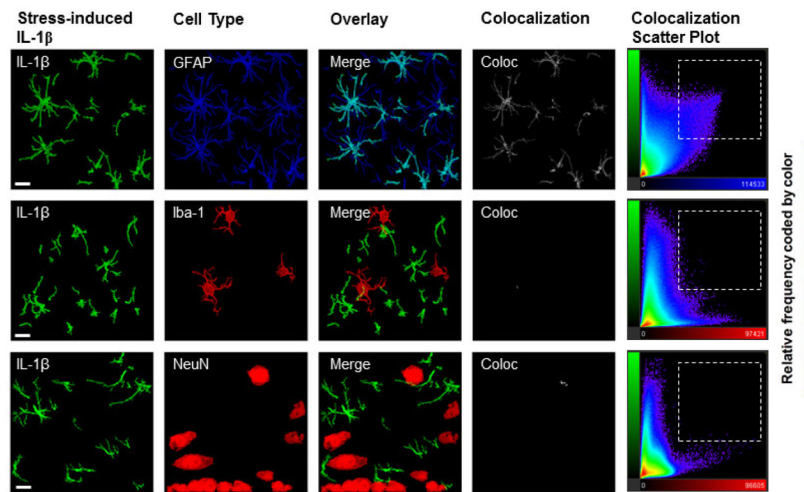 Stress-induced
IL-1β
Cell Type
Overlay
Colocalization
Colocalization
Scatter Plot
IL-1β
GFAP
Merge
Coloc
0
114533
IL-1β
Iba-1
Merge
Coloc
0
97421
IL-1β
NeuN
Merge
Coloc
0
96605
Relative frequency coded by color